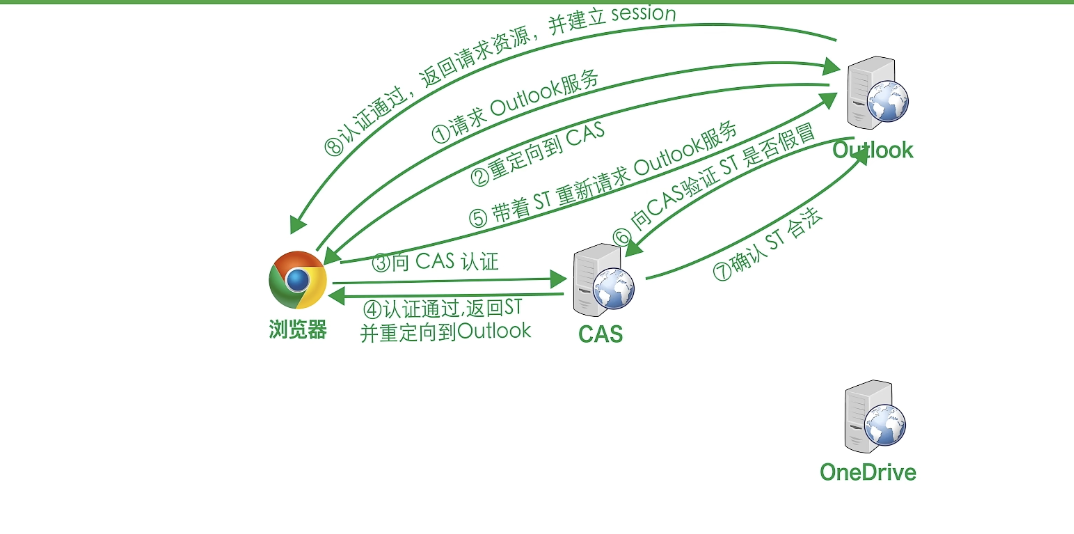 ⑧认证通过，返回请求资源，并建立 session
①请求 Outlook服务
②重定向到 CAS
⑤ 带着 ST 重新请求 Outlook服务
⑥ 向CAS验证 ST 是否假冒
Outlook
⑦确认 ST 合法
③向 CAS 认证
④认证通过,返回ST
并重定向到Outlook
浏览器
CAS
OneDrive